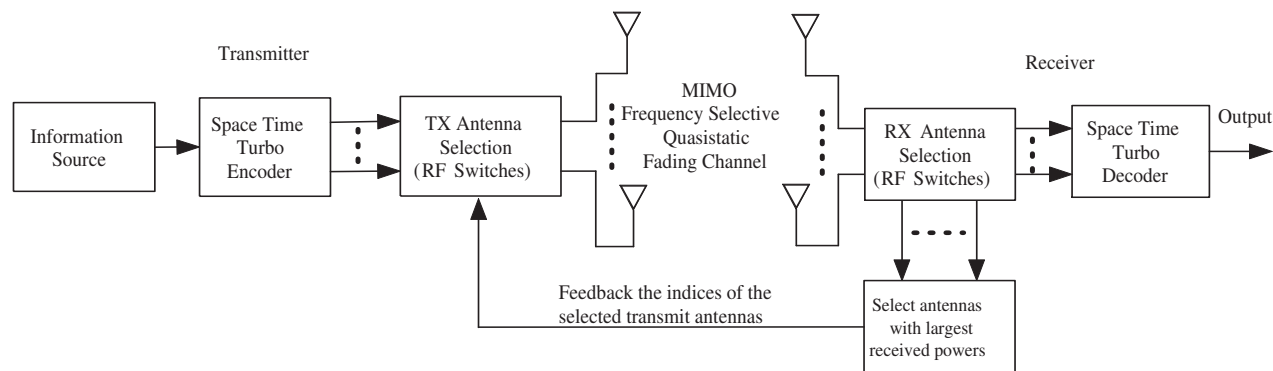 Transmitter
Receiver
Information
Source
Space Time
Turbo
Encoder
TX Antenna
Selection
(RF Switches)
MIMO
Frequency Selective
Quasistatic
Fading Channel
RX Antenna
Selection
(RF Switches)
Space Time
Turbo
Decoder
Output
Feedback the indices of the
selected transmit antennas
Select antennas
with largest
received powers